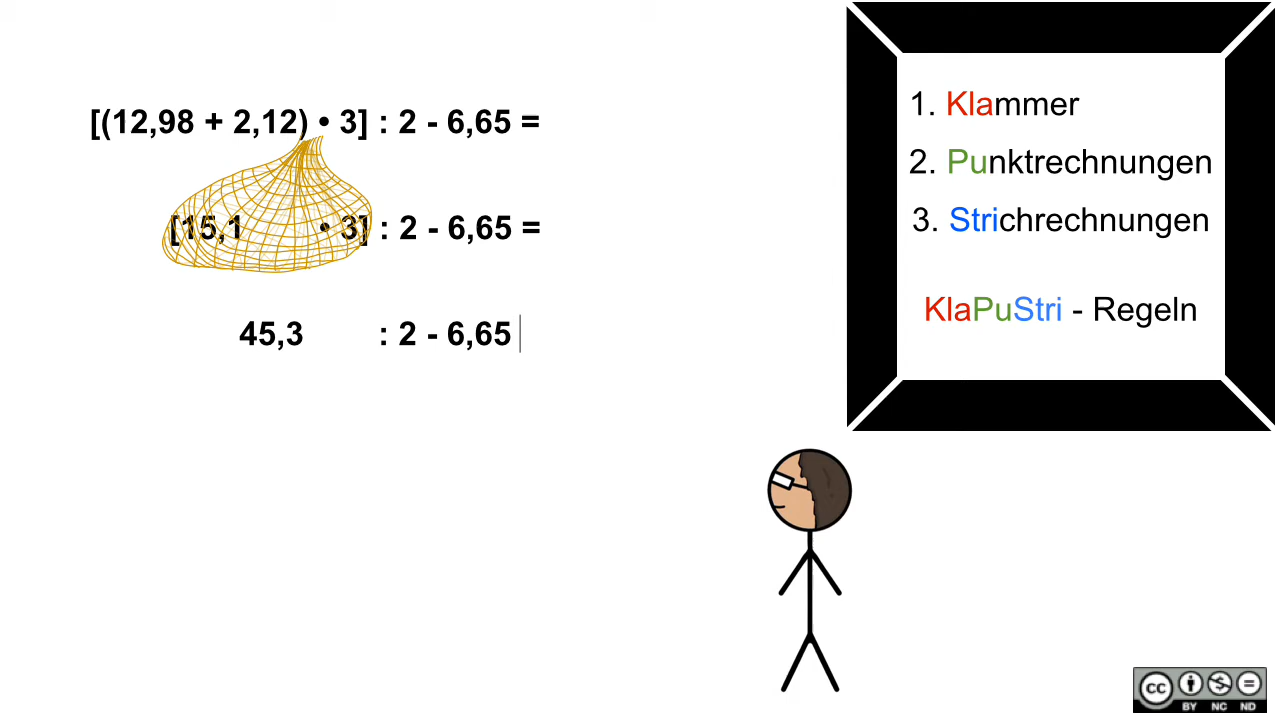 [(12,98 + 2,12) • 3] : 2 - 6,65 =
[15,1 • 3] : 2 - 6,65 =
45,3 : 2 - 6,65
1. Klammer
2. Punktrechnungen
3. Strichrechnungen
KlaPuStri - Regeln
cc
BY NC ND